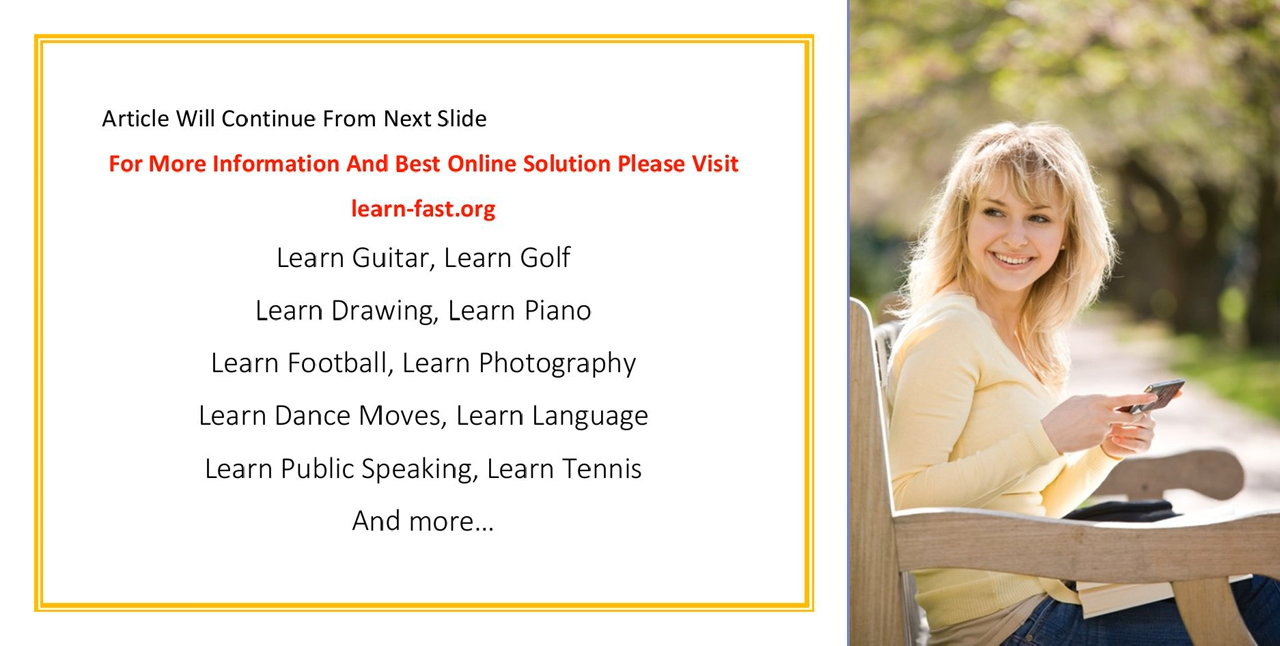 Article Will Continue From Next Slide
For More Information And Best Online Solution Please Visit
learn-fast.org
Learn Guitar, Learn Golf
Learn Drawing, Learn Piano
Learn Football, Learn Photography
Learn Dance Moves, Learn Language
Learn Public Speaking, Learn Tennis
And more...